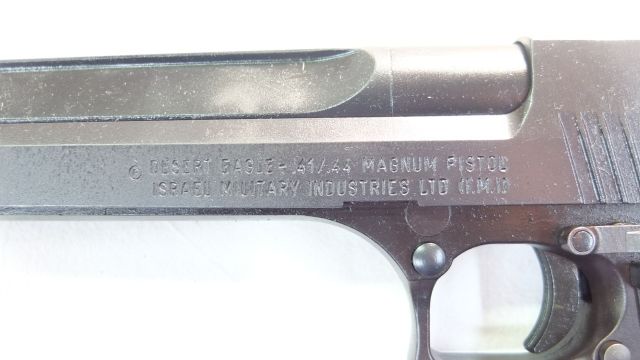 © DESERT EAGLE - .41/.44 MAGNUM PISTOL
ISRAEL MILITARY INDUSTRIES LTD (I.M.I)